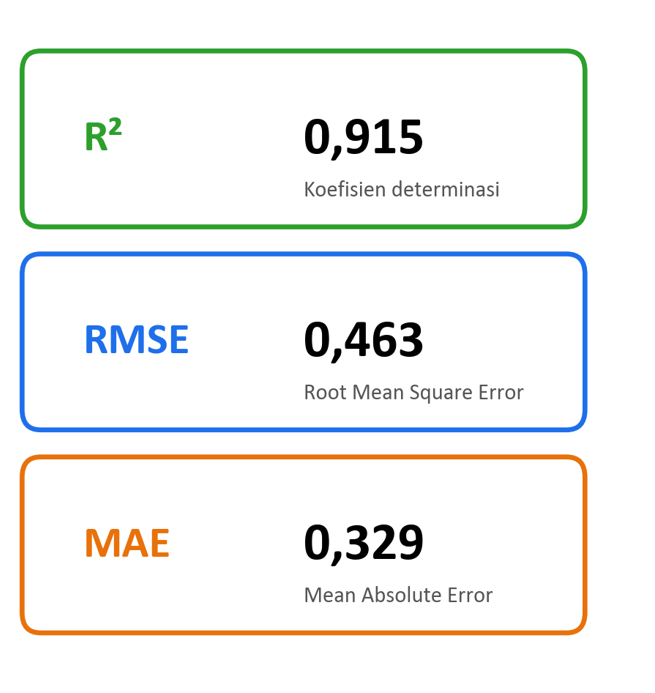 R²
0,915
Koefisien determinasi
RMSE
0,463
Root Mean Square Error
MAE
0,329
Mean Absolute Error